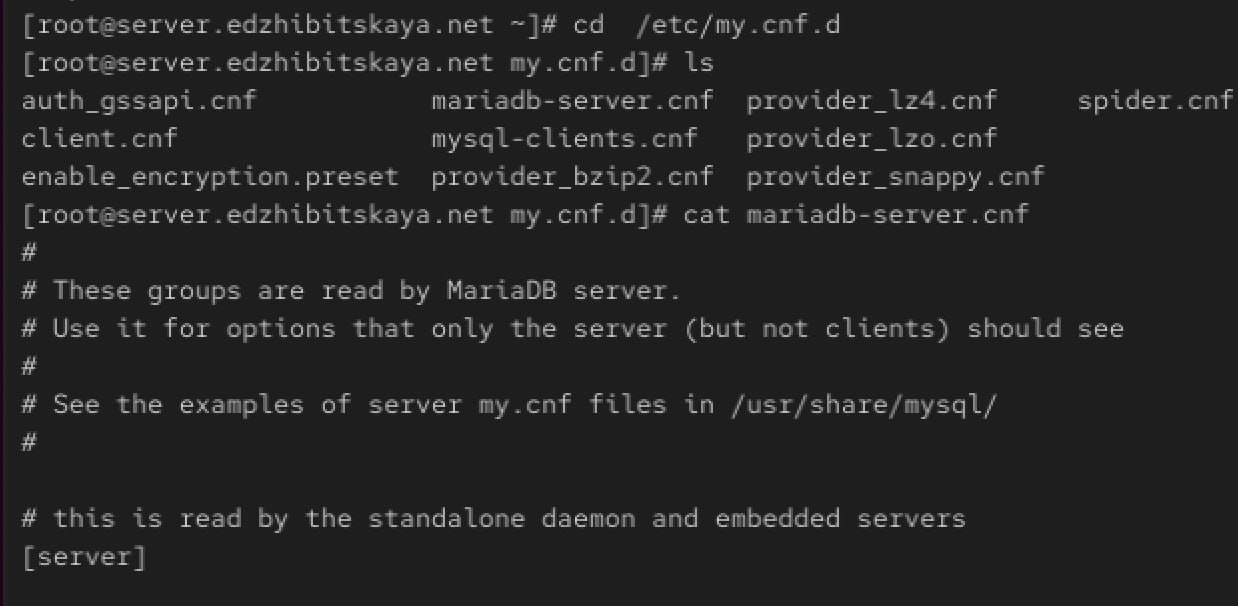 [root@server.edzhibitskaya.net ~]# cd  /etc/my.cnf.d
[root@server.edzhibitskaya.net my.cnf.d]# ls
auth_gssapi.cnf           mariadb-server.cnf  provider_lz4.cnf     spider.cnf
client.cnf                mysql-clients.cnf   provider_lzo.cnf
enable_encryption.preset  provider_bzip2.cnf  provider_snappy.cnf
[root@server.edzhibitskaya.net my.cnf.d]# cat mariadb-server.cnf
#
# These groups are read by MariaDB server.
# Use it for options that only the server (but not clients) should see
#
# See the examples of server my.cnf files in /usr/share/mysql/
#

# this is read by the standalone daemon and embedded servers
[server]